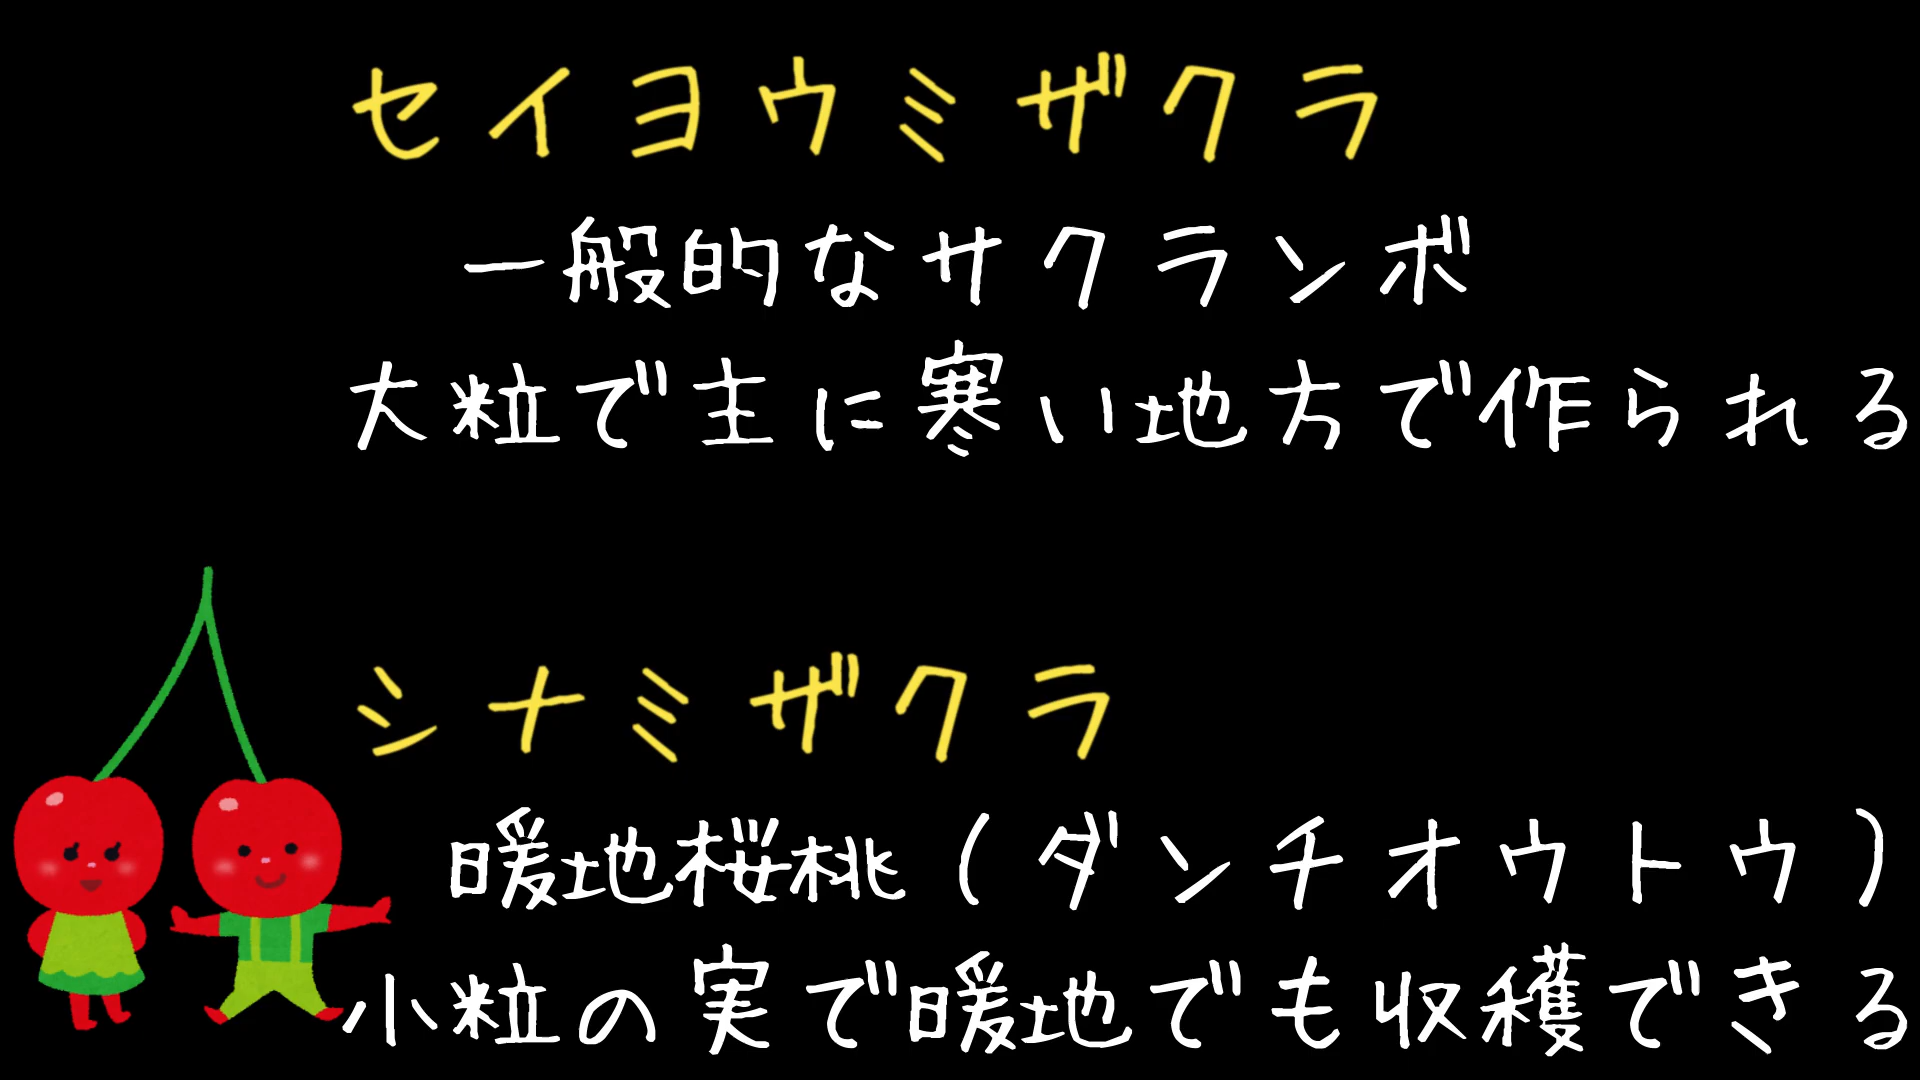 セイヨウミザクラ
一般的なサクランボ
大粒で主に寒い地方で作られる
シナミザクラ
暖地桜桃(ダンチオウトウ)
小粒の実で暖地でも収穫できる